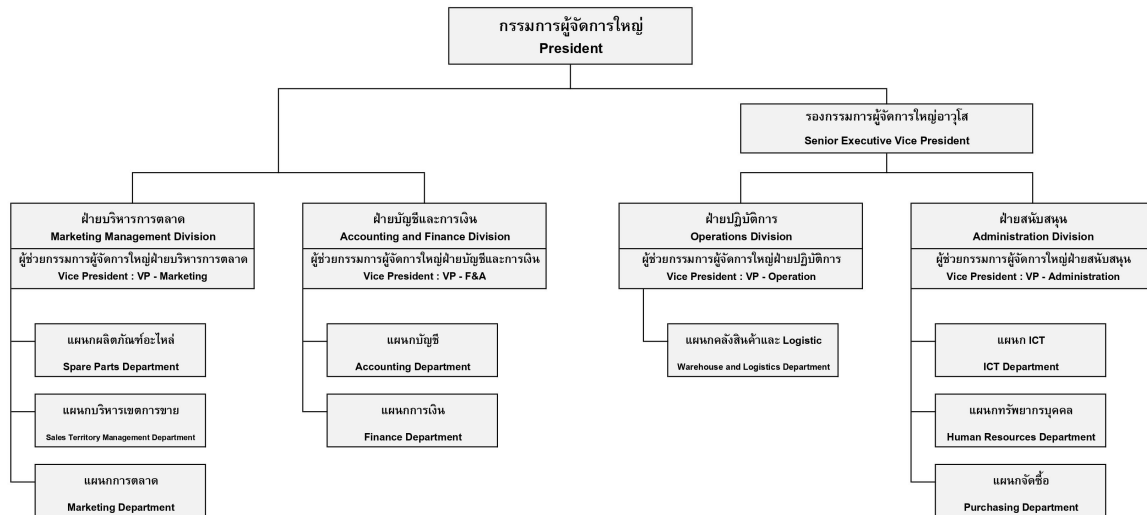 กรรมการผู้จัดการใหญ่
President
รองกรรมการผู้จัดการใหญ่อาวุโส
Senior Executive Vice President
ฝ่ายบริหารการตลาด
Marketing Management Division
ผู้ช่วยกรรมการผู้จัดการใหญ่ฝ่ายบริหารการตลาด
Vice President : VP - Marketing
แผนกผลิตภัณฑ์อะไหล่
Spare Parts Department
แผนกบริหารเขตการขาย
Sales Territory Management Department
แผนกการตลาด
Marketing Department
ฝ่ายบัญชีและการเงิน
Accounting and Finance Division
ผู้ช่วยกรรมการผู้จัดการใหญ่ฝ่ายบัญชีและการเงิน
Vice President : VP - F&A
แผนกบัญชี
Accounting Department
แผนกการเงิน
Finance Department
ฝ่ายปฏิบัติการ
Operations Division
ผู้ช่วยกรรมการผู้จัดการใหญ่ฝ่ายปฏิบัติการ
Vice President : VP - Operation
แผนกคลังสินค้าและ Logistic
Warehouse and Logistics Department
ฝ่ายสนับสนุน
Administration Division
ผู้ช่วยกรรมการผู้จัดการใหญ่ฝ่ายสนับสนุน
Vice President : VP - Administration
แผนก ICT
ICT Department
แผนกทรัพยากรบุคคล
Human Resources Department
แผนกจัดซื้อ
Purchasing Department